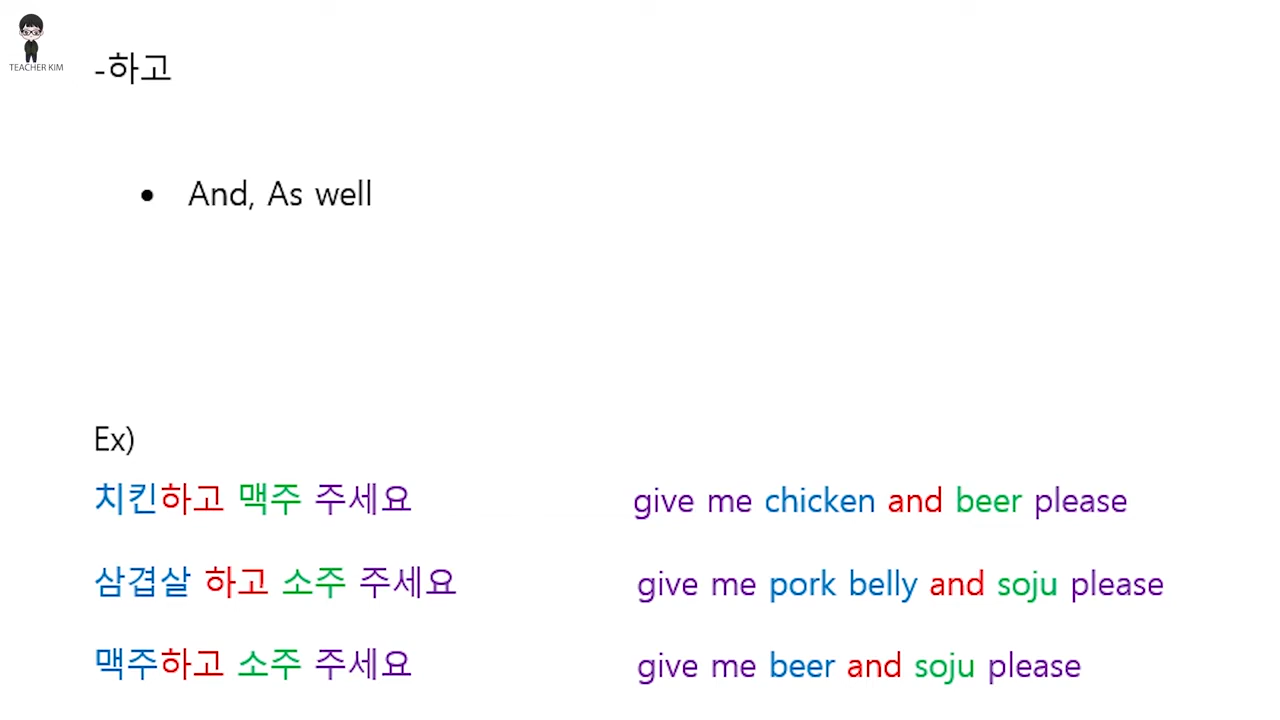 TEACHER KIM
-하고
• And, As well
Ex)
치킨하고 맥주 주세요 give me chicken and beer please
삼겹살 하고 소주 주세요 give me pork belly and soju please
맥주하고 소주 주세요 give me beer and soju please